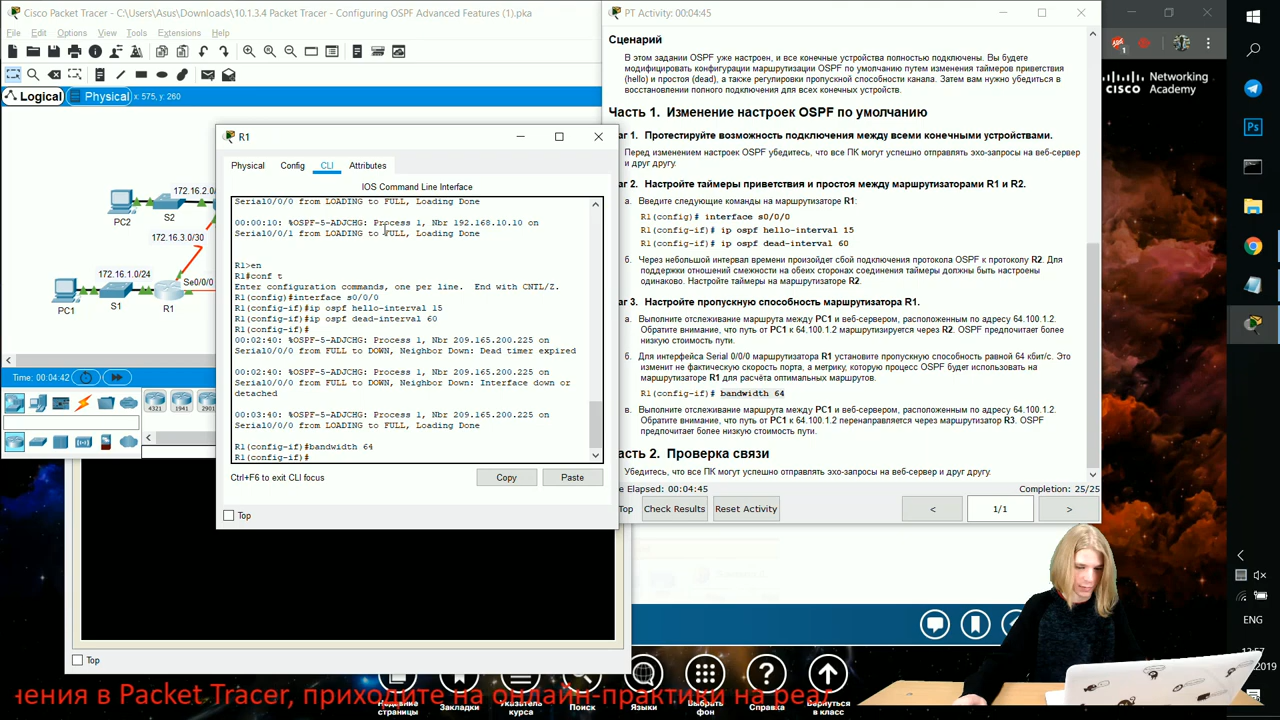 Cisco Packet Tracer - C:\Users\Asus\Downloads\10.1.3.4 Packet Tracer - Configuring OSPF Advanced Features (1).pka
File Edit Options View Tools Extensions Help
Logical Physical x: 575, y: 260
172.16.2.0/
PC2 S2
172.16.3.0/30
172.16.1.0/24
Se0/0/0
PC1 S1 R1
Time: 00:04:42
4321 1941 2901
R1
Physical Config CLI Attributes
IOS Command Line Interface
Serial0/0/0 from LOADING to FULL, Loading Done
00:00:10: %OSPF-5-ADJCHG: Process 1, Nbr 192.168.10.10 on
Serial0/0/1 from LOADING to FULL, Loading Done
R1>en
R1#conf t
Enter configuration commands, one per line.  End with CNTL/Z.
R1(config)#interface s0/0/0
R1(config-if)#ip ospf hello-interval 15
R1(config-if)#ip ospf dead-interval 60
R1(config-if)#
00:02:40: %OSPF-5-ADJCHG: Process 1, Nbr 209.165.200.225 on
Serial0/0/0 from FULL to DOWN, Neighbor Down: Dead timer expired
00:02:40: %OSPF-5-ADJCHG: Process 1, Nbr 209.165.200.225 on
Serial0/0/0 from FULL to DOWN, Neighbor Down: Interface down or
detached
00:03:40: %OSPF-5-ADJCHG: Process 1, Nbr 209.165.200.225 on
Serial0/0/0 from LOADING to FULL, Loading Done
R1(config-if)#bandwidth 64
R1(config-if)#
Ctrl+F6 to exit CLI focus
Copy Paste
Top
Top
PT Activity: 00:04:45
Сценарий
В этом задании OSPF уже настроен, и все конечные устройства полностью подключены. Вы будете
модифицировать конфигурации маршрутизации OSPF по умолчанию путем изменения таймеров приветствия
(hello) и простоя (dead), а также регулировки пропускной способности канала. Затем вам нужно убедиться в
восстановлении полного подключения для всех конечных устройств.
Часть 1. Изменение настроек OSPF по умолчанию
аг 1. Протестируйте возможность подключения между всеми конечными устройствами.
Перед изменением настроек OSPF убедитесь, что все ПК могут успешно отправлять эхо-запросы на веб-сервер
и друг другу.
аг 2. Настройте таймеры приветствия и простоя между маршрутизаторами R1 и R2.
а. Введите следующие команды на маршрутизаторе R1:
R1(config)# interface s0/0/0
R1(config-if)# ip ospf hello-interval 15
R1(config-if)# ip ospf dead-interval 60
б. Через небольшой интервал времени произойдет сбой подключения протокола OSPF к протоколу R2. Для
поддержки отношений смежности на обеих сторонах соединения таймеры должны быть настроены
одинаково. Настройте таймеры на маршрутизаторе R2.
аг 3. Настройте пропускную способность маршрутизатора R1.
а. Выполните отслеживание маршрута между PC1 и веб-сервером, расположенным по адресу 64.100.1.2.
Обратите внимание, что путь от PC1 к 64.100.1.2 маршрутизируется через R2. OSPF предпочитает более
низкую стоимость пути.
б. Для интерфейса Serial 0/0/0 маршрутизатора R1 установите пропускную способность равной 64 кбит/с. Это
изменит не фактическую скорость порта, а метрику, которую процесс OSPF будет использовать на
маршрутизаторе R1 для расчёта оптимальных маршрутов.
R1(config-if)# bandwidth 64
в. Выполните отслеживание маршрута между PC1 и веб-сервером, расположенным по адресу 64.100.1.2.
Обратите внимание, что путь от PC1 к 64.100.1.2 перенаправляется через маршрутизатор R3. OSPF
предпочитает более низкую стоимость пути.
асть 2. Проверка связи
Убедитесь, что все ПК могут успешно отправлять эхо-запросы на веб-сервер и друг другу.
e Elapsed: 00:04:45 Completion: 25/25
Top Check Results Reset Activity < 1/1 >
CISCO
Networking
Academy
ENG
2019
страницы
Закладки
Указатель
курса
Поиск
Языки
Выбрать
фон
Справка
Вернуться
в класс
нения в Packet Tracer, приходите на онлайн-практики на реал